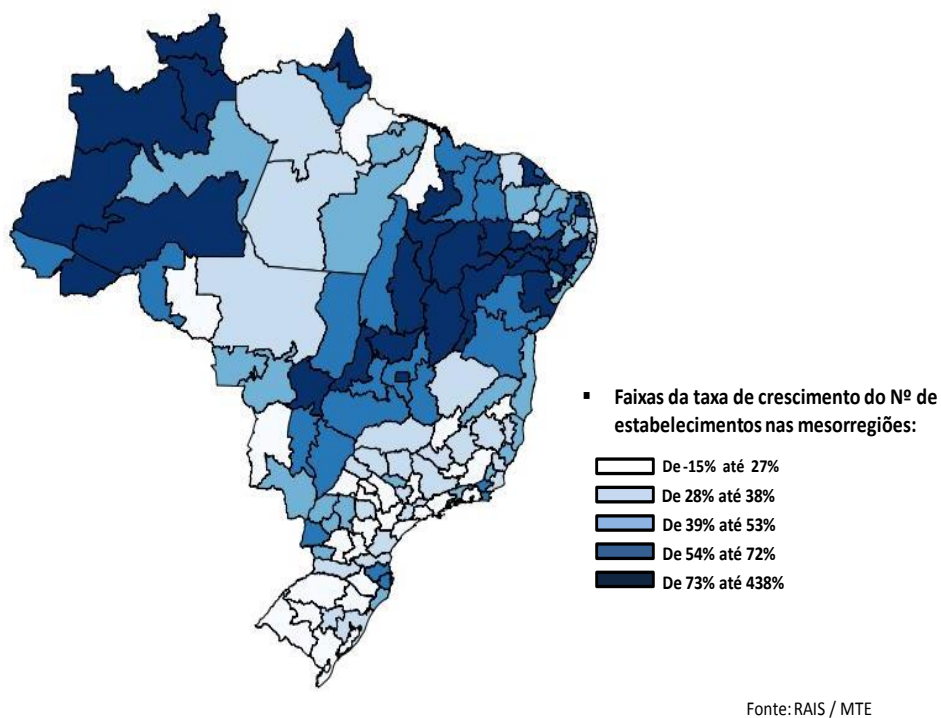 ▪ Faixas da taxa de crescimento do Nº de
estabelecimentos nas mesorregiões:
De -15% até 27%
De 28% até 38%
De 39% até 53%
De 54% até 72%
De 73% até 438%
Fonte: RAIS / MTE